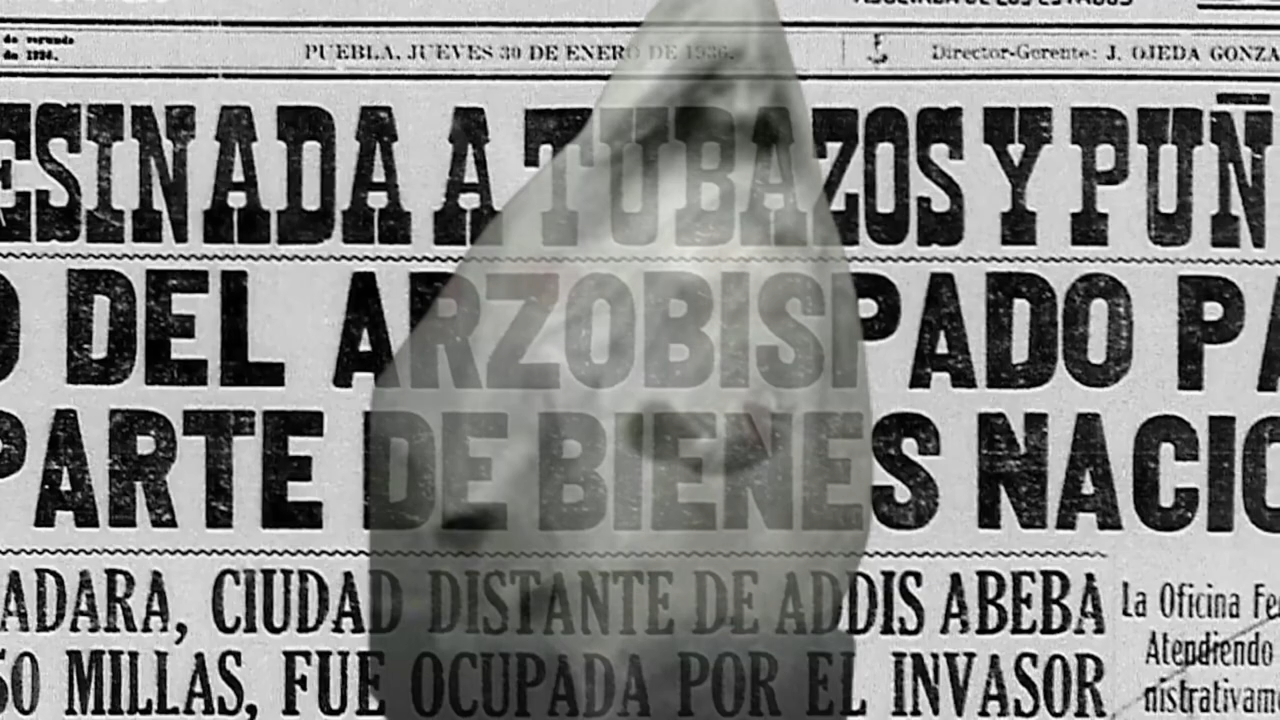 de 1936.
PUEBLA, JUEVES 30 DE ENERO DE 1936.
Director-Gerente: J. OJEDA GONZA
ESINADA A TUBAZOS Y PUÑ
O DEL ARZOBISPADO PA
PARTE DE BIENES NACIO
ADARA, CIUDAD DISTANTE DE ADDIS ABEBA
50 MILLAS, FUE OCUPADA POR EL INVASOR
La Oficina Fe
Atendiendo
nistrativam